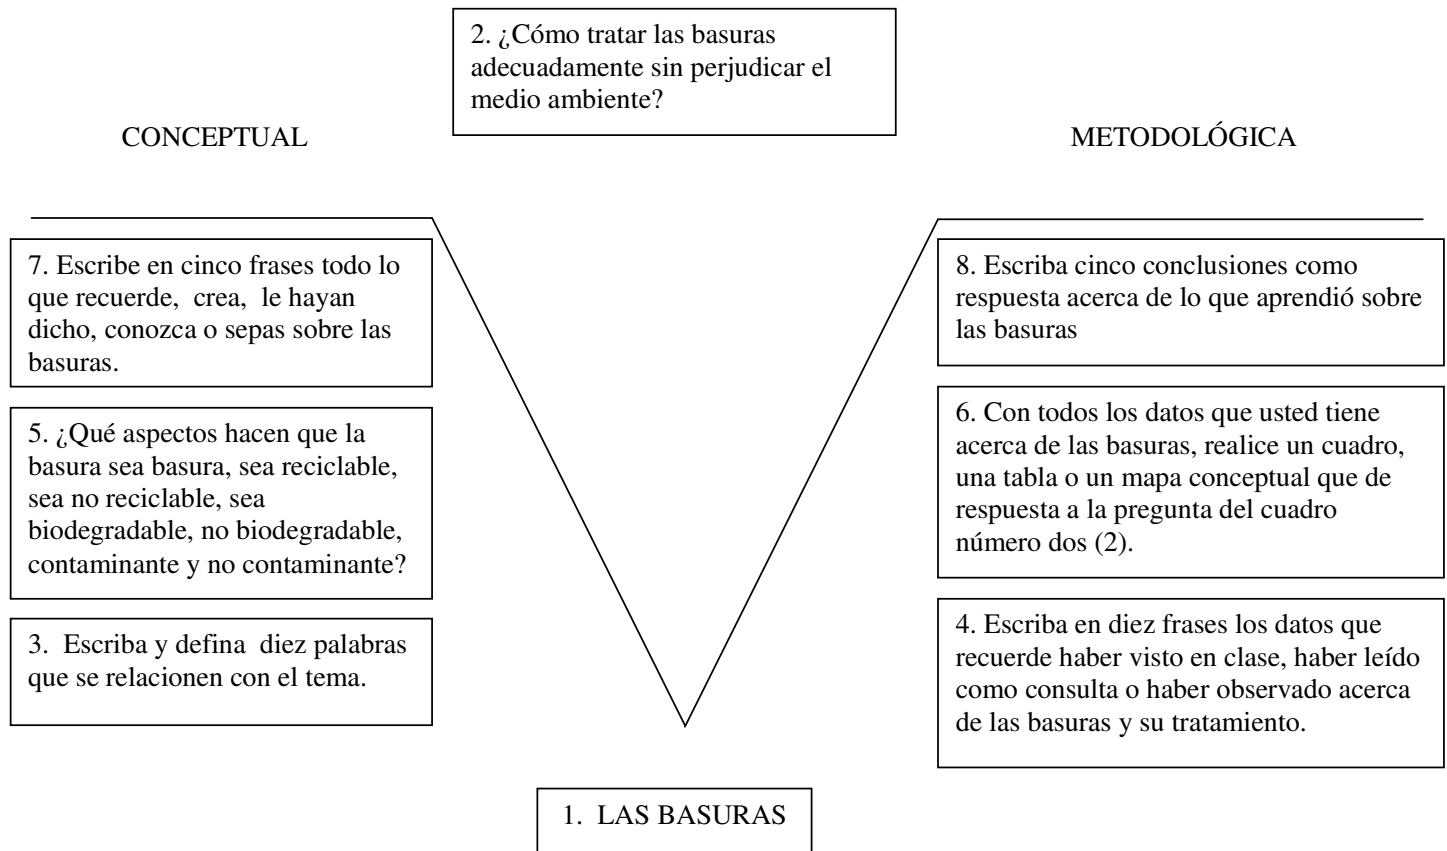 2. ¿Cómo tratar las basuras
adecuadamente sin perjudicar el
medio ambiente?
CONCEPTUAL
METODOLÓGICA
7. Escribe en cinco frases todo lo
que recuerde, crea, le hayan
dicho, conozca o sepas sobre las
basuras.
8. Escriba cinco conclusiones como
respuesta acerca de lo que aprendió sobre
las basuras
5. ¿Qué aspectos hacen que la
basura sea basura, sea reciclable,
sea no reciclable, sea
biodegradable, no biodegradable,
contaminante y no contaminante?
6. Con todos los datos que usted tiene
acerca de las basuras, realice un cuadro,
una tabla o un mapa conceptual que de
respuesta a la pregunta del cuadro
número dos (2).
3. Escriba y defina diez palabras
que se relacionen con el tema.
4. Escriba en diez frases los datos que
recuerde haber visto en clase, haber leído
como consulta o haber observado acerca
de las basuras y su tratamiento.
1. LAS BASURAS